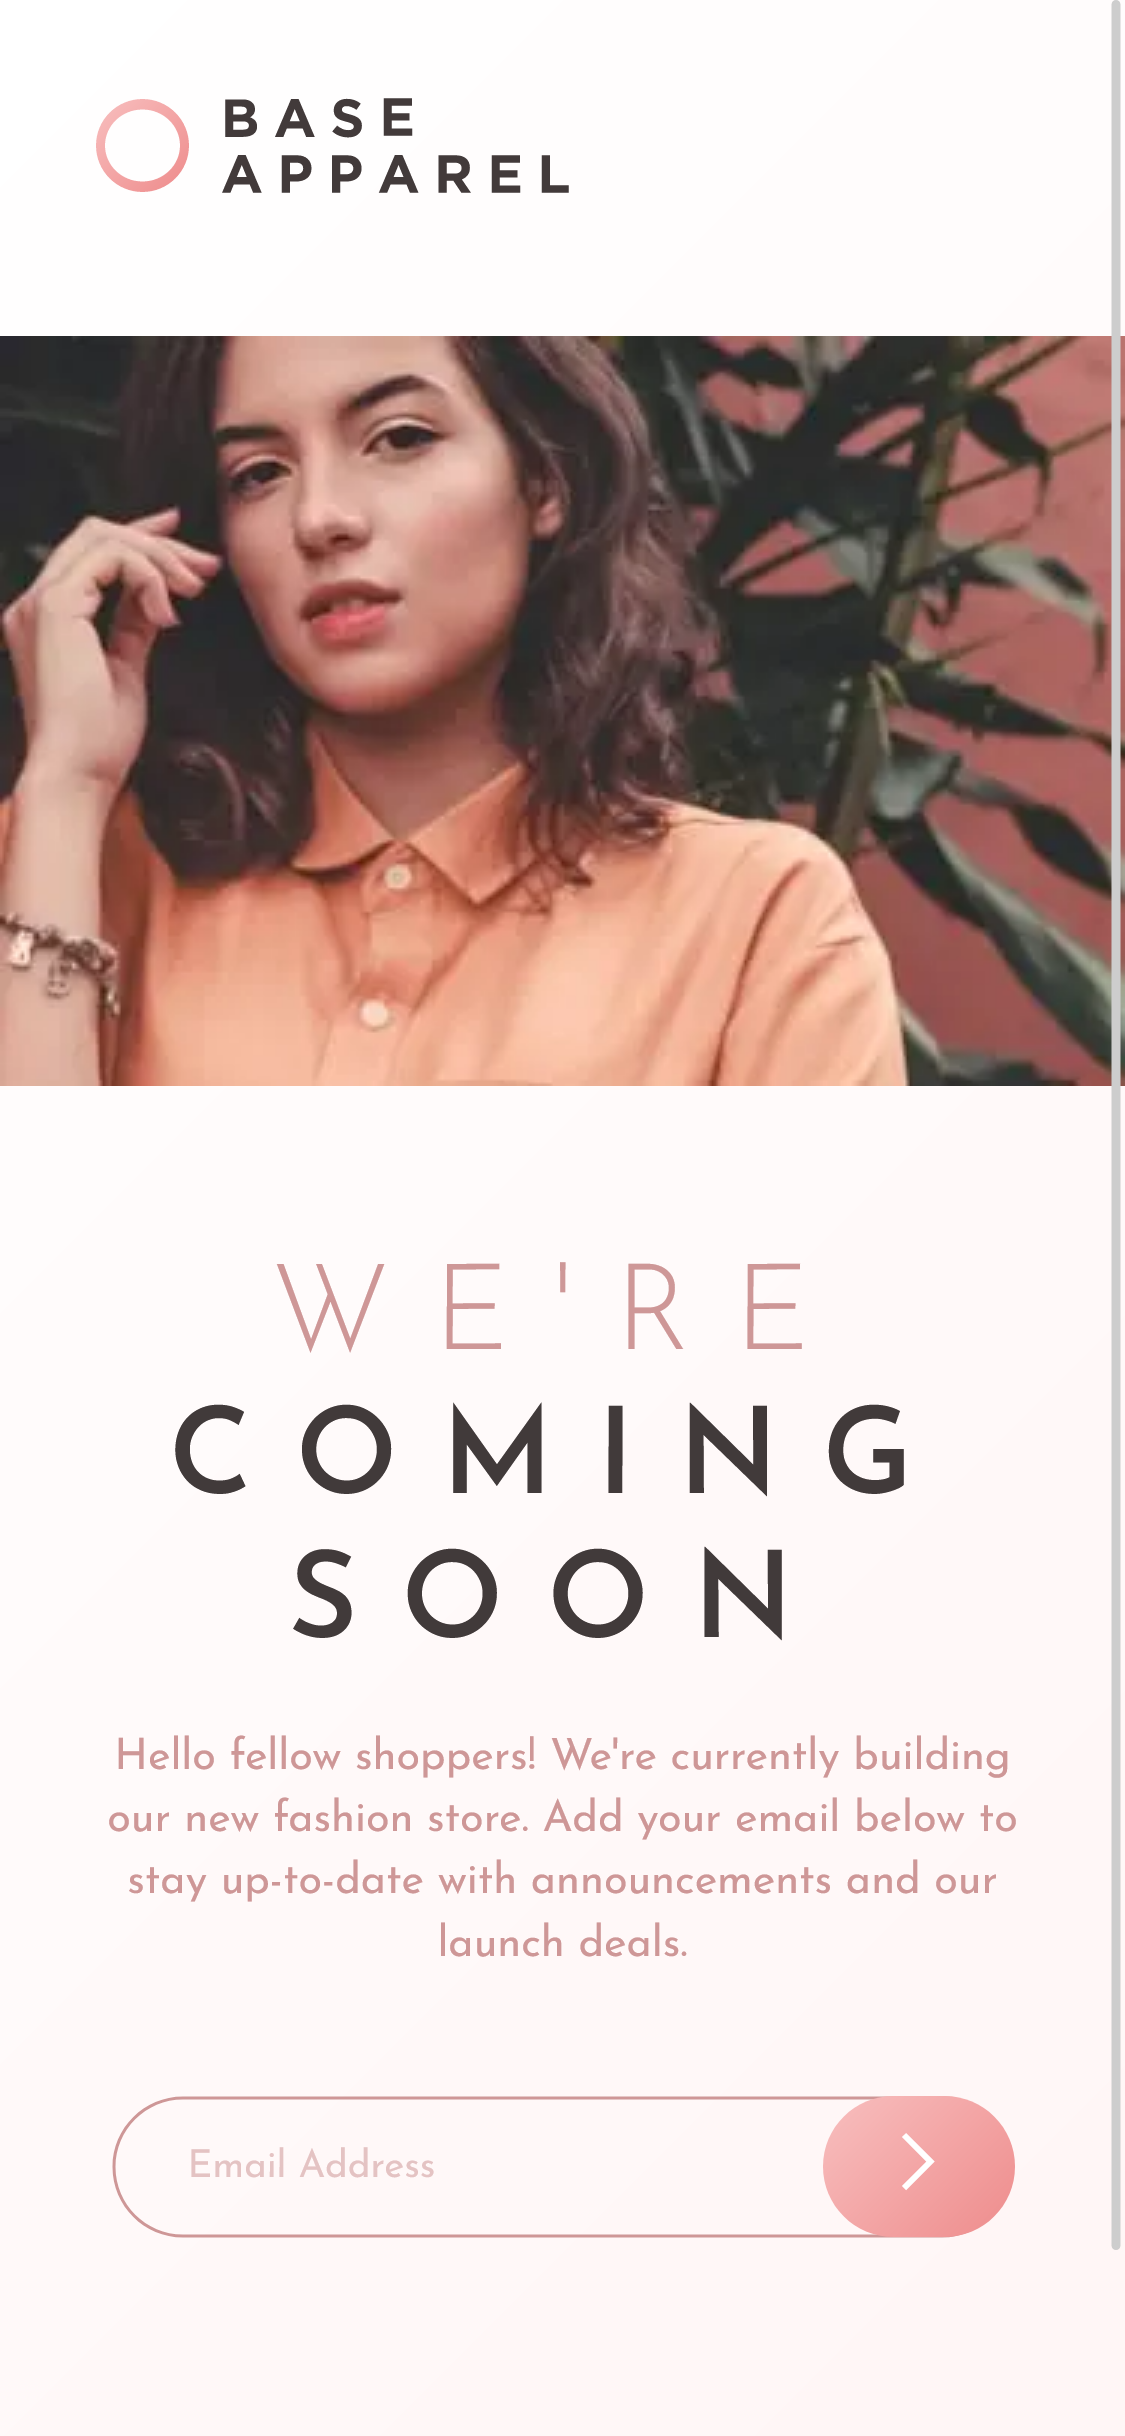 BASE
APPAREL
WE'RE
COMING
SOON
Hello fellow shoppers! We're currently building
our new fashion store. Add your email below to
stay up-to-date with announcements and our
launch deals.
Email Address